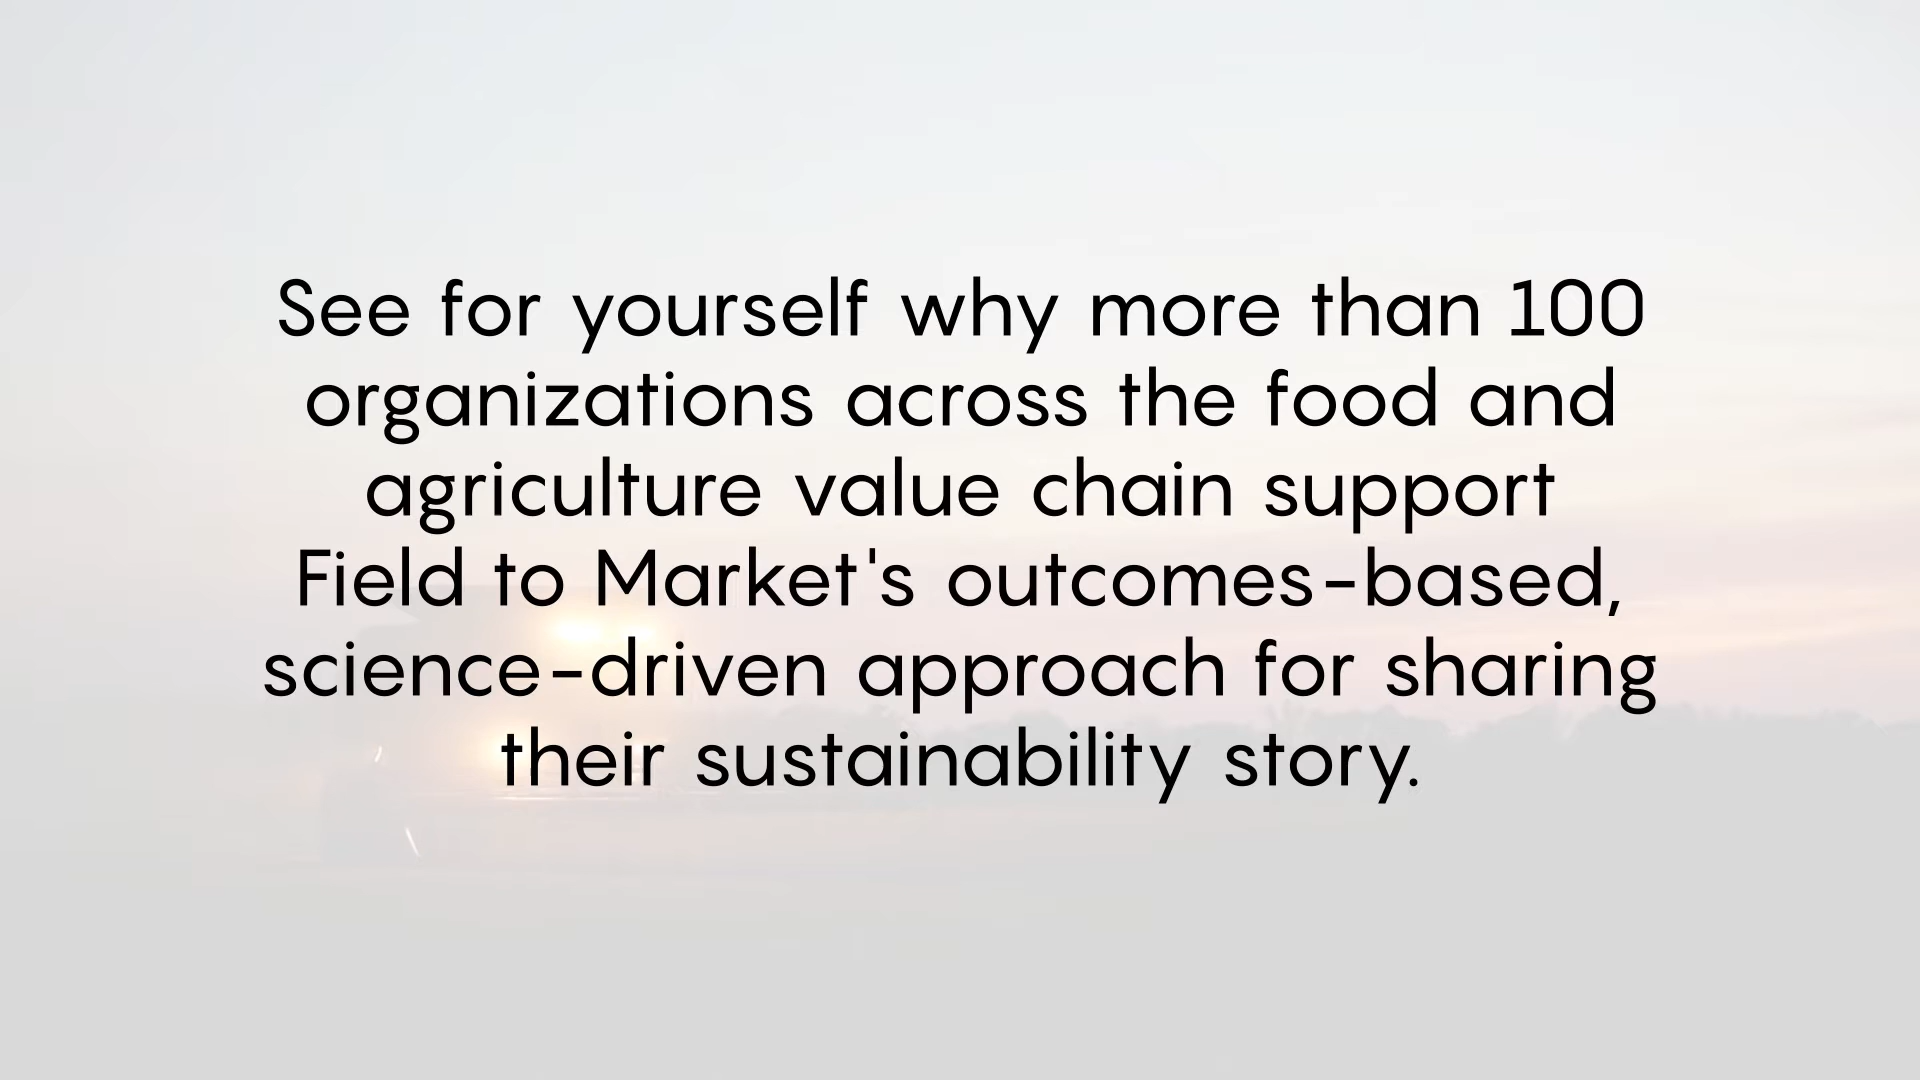 See for yourself why more than 100
organizations across the food and
agriculture value chain support
Field to Market's outcomes-based,
science-driven approach for sharing
their sustainability story.